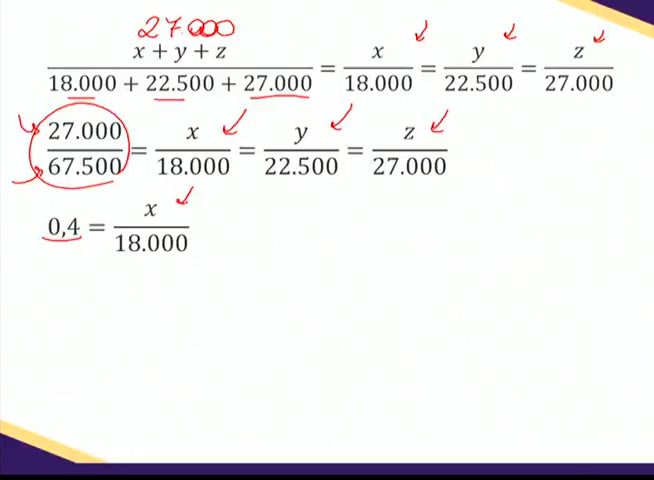 27.000
x + y + z / 18.000 + 22.500 + 27.000 = x / 18.000 = y / 22.500 = z / 27.000
27.000 / 67.500 = x / 18.000 = y / 22.500 = z / 27.000
0,4 = x / 18.000